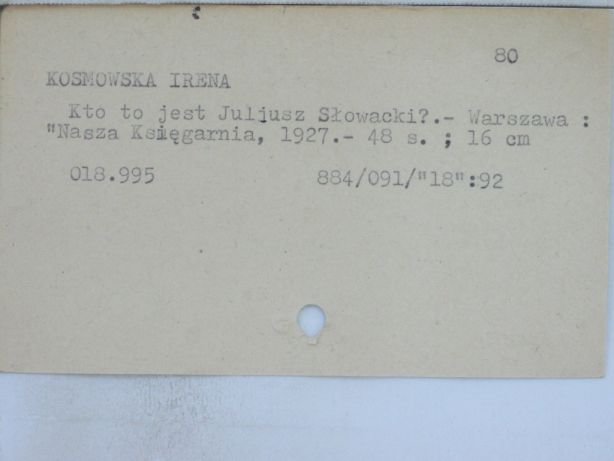 80
KOSMOWSKA IRENA
Kto to jest Juljusz Słowacki?.- Warszawa :
"Nasza Księgarnia, 1927.- 48 s. ; 16 cm
018.995 884/091/"18":92